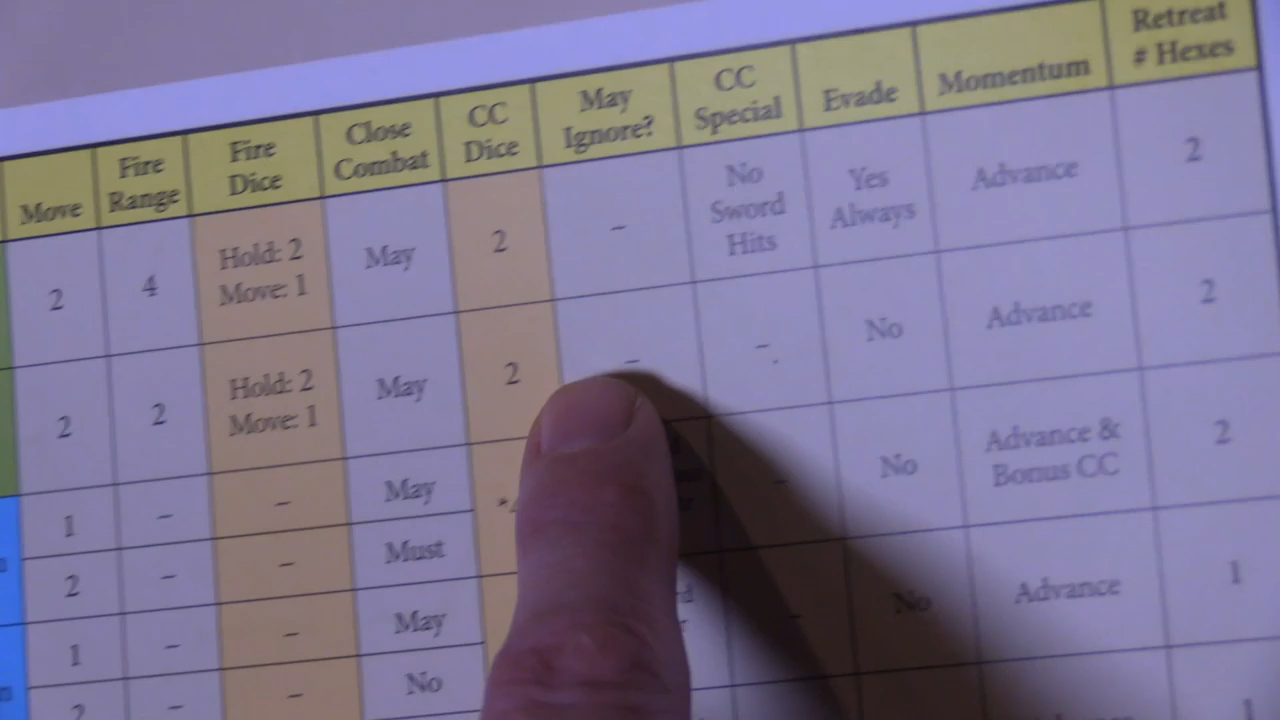 Move
Fire
Range
Fire
Dice
Close
Combat
CC
Dice
May
Ignore?
CC
Special
Evade
Momentum
Retreat
# Hexes
2
4
Hold: 2
Move: 1
May
2
–
No
Sword
Hits
Yes
Always
Advance
2
2
2
Hold: 2
Move: 1
May
2
–
–
No
Advance
2
1
–
–
May
–
No
Advance &
Bonus CC
2
2
–
–
Must
1
–
–
May
–
No
Advance
1
2
–
–
No
1